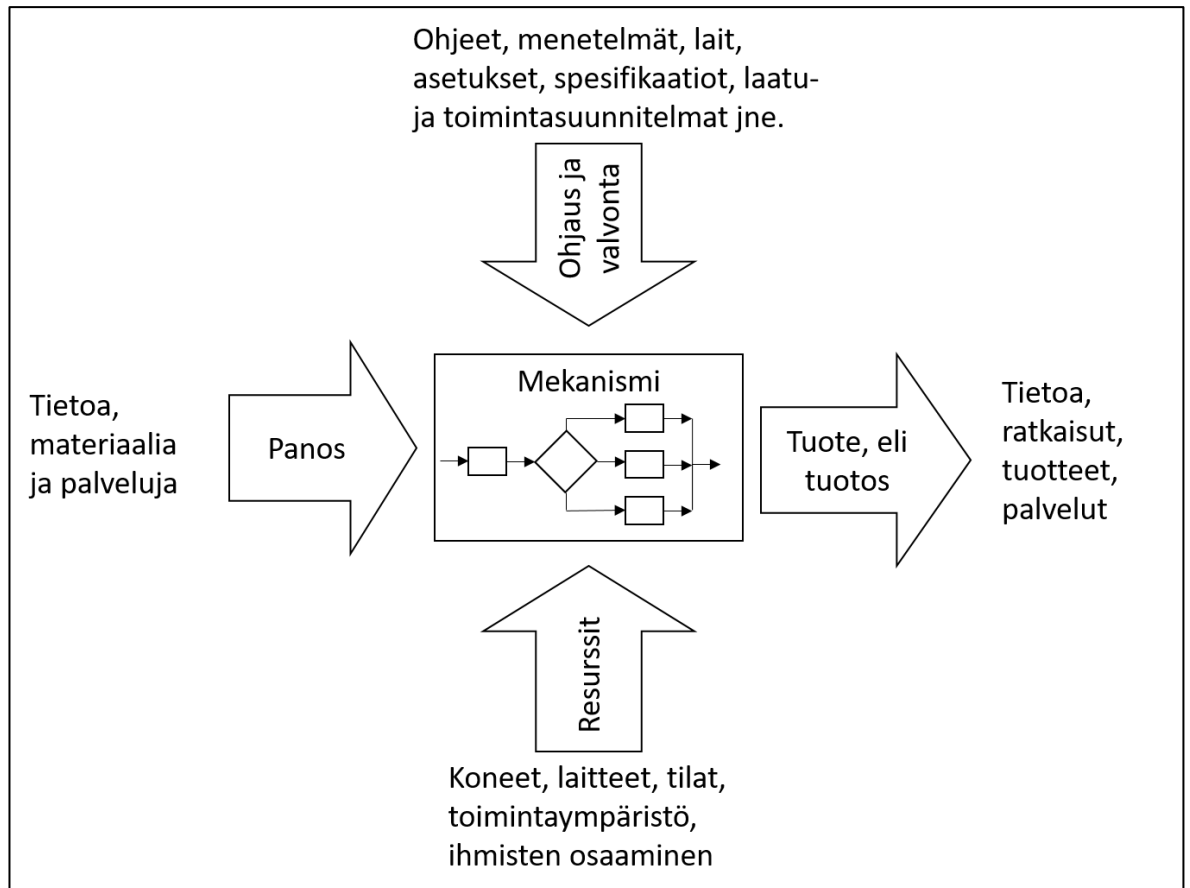 Ohjeet, menetelmät, lait,
asetukset, spesifikaatiot, laatu-
ja toimintasuunnitelmat jne.
Ohjaus ja
valvonta
Tietoa,
materiaalia
ja palveluja
Panos
Mekanismi
Tuote, eli
tuotos
Tietoa,
ratkaisut,
tuotteet,
palvelut
Resurssit
Koneet, laitteet, tilat,
toimintaympäristö,
ihmisten osaaminen